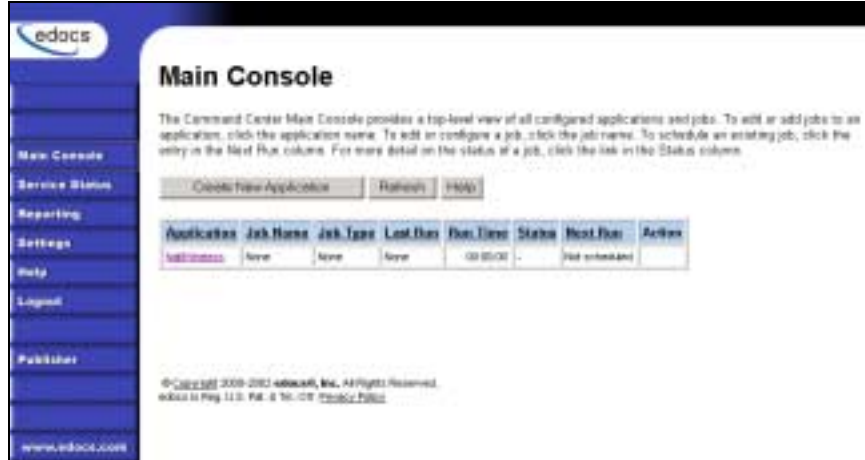 edocs
Main Console
The Command Center Main Console provides a top-level view of all configured applications and jobs. To edit or add jobs to an
application, click the application name. To edit or configure a job, click the job name. To schedule an existing job, click the
entry in the Next Run column. For more detail on the status of a job, click the link in the Status column.
Main Console
Service Status
Reporting
Settings
Help
Logout
Publisher
www.edocs.com
Create New Application Refresh Help
Application Job Name Job Type Last Run Run Time Status Next Run Action
None None None 00:00:00 - Not scheduled
© Copyright 2000-2002 Inc. All Rights Reserved.
edocs is Reg. U.S. Pat. & Tm. Off. Privacy Policy